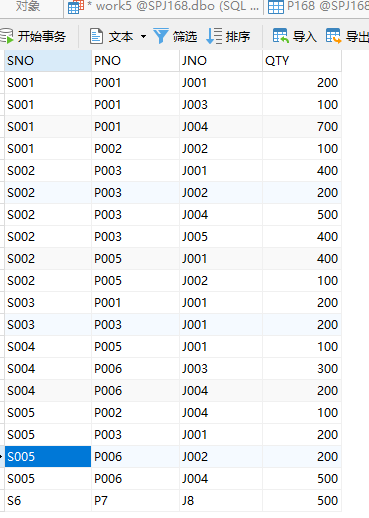 对象 * work5 @SPJ168.dbo (SQL ... P168 @SPJ168
开始事务 文本 筛选 排序 导入 导出
SNO PNO JNO QTY
S001 P001 J001 200
S001 P001 J003 100
S001 P001 J004 700
S001 P002 J002 100
S002 P003 J001 400
S002 P003 J002 200
S002 P003 J004 500
S002 P003 J005 400
S002 P005 J001 400
S002 P005 J002 100
S003 P001 J001 200
S003 P003 J001 200
S004 P005 J001 100
S004 P006 J003 300
S004 P006 J004 200
S005 P002 J004 100
S005 P003 J001 200
S005 P006 J002 200
S005 P006 J004 500
S6 P7 J8 500